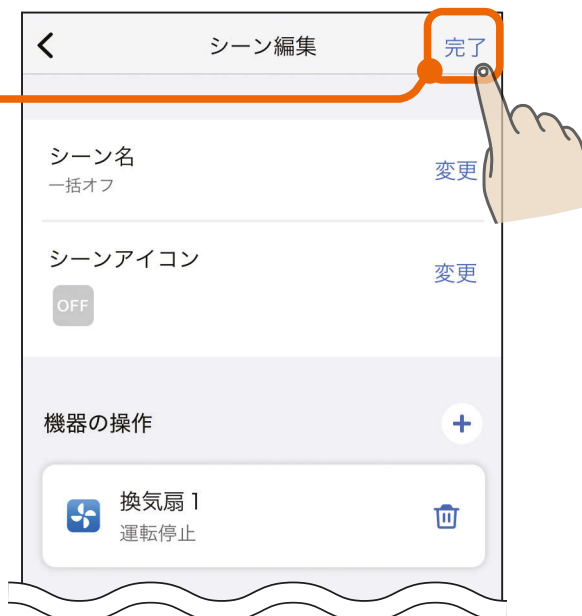 シーン編集
完了
シーン名
一括オフ
変更
シーンアイコン
変更
OFF
機器の操作
換気扇1
運転停止